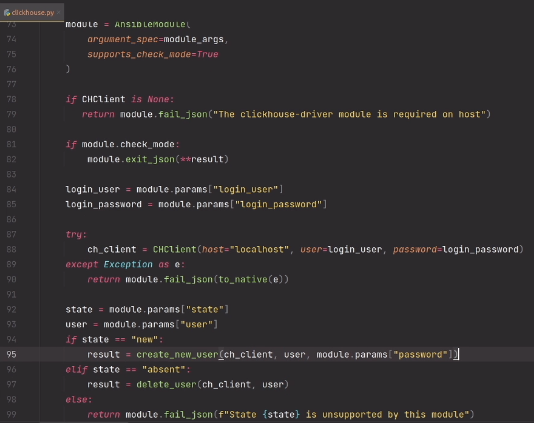 clickhouse.py
73 module = AnsibleModule(
74 argument_spec=module_args,
75 supports_check_mode=True
76 )
77
78 if CHClient is None:
79 return module.fail_json("The clickhouse-driver module is required on host")
80
81 if module.check_mode:
82 module.exit_json(**result)
83
84 login_user = module.params["login_user"]
85 login_password = module.params["login_password"]
86
87 try:
88 ch_client = CHClient(host="localhost", user=login_user, password=login_password)
89 except Exception as e:
90 return module.fail_json(to_native(e))
91
92 state = module.params["state"]
93 user = module.params["user"]
94 if state == "new":
95 result = create_new_user(ch_client, user, module.params["password"])
96 elif state == "absent":
97 result = delete_user(ch_client, user)
98 else:
99 return module.fail_json(f"State {state} is unsupported by this module")